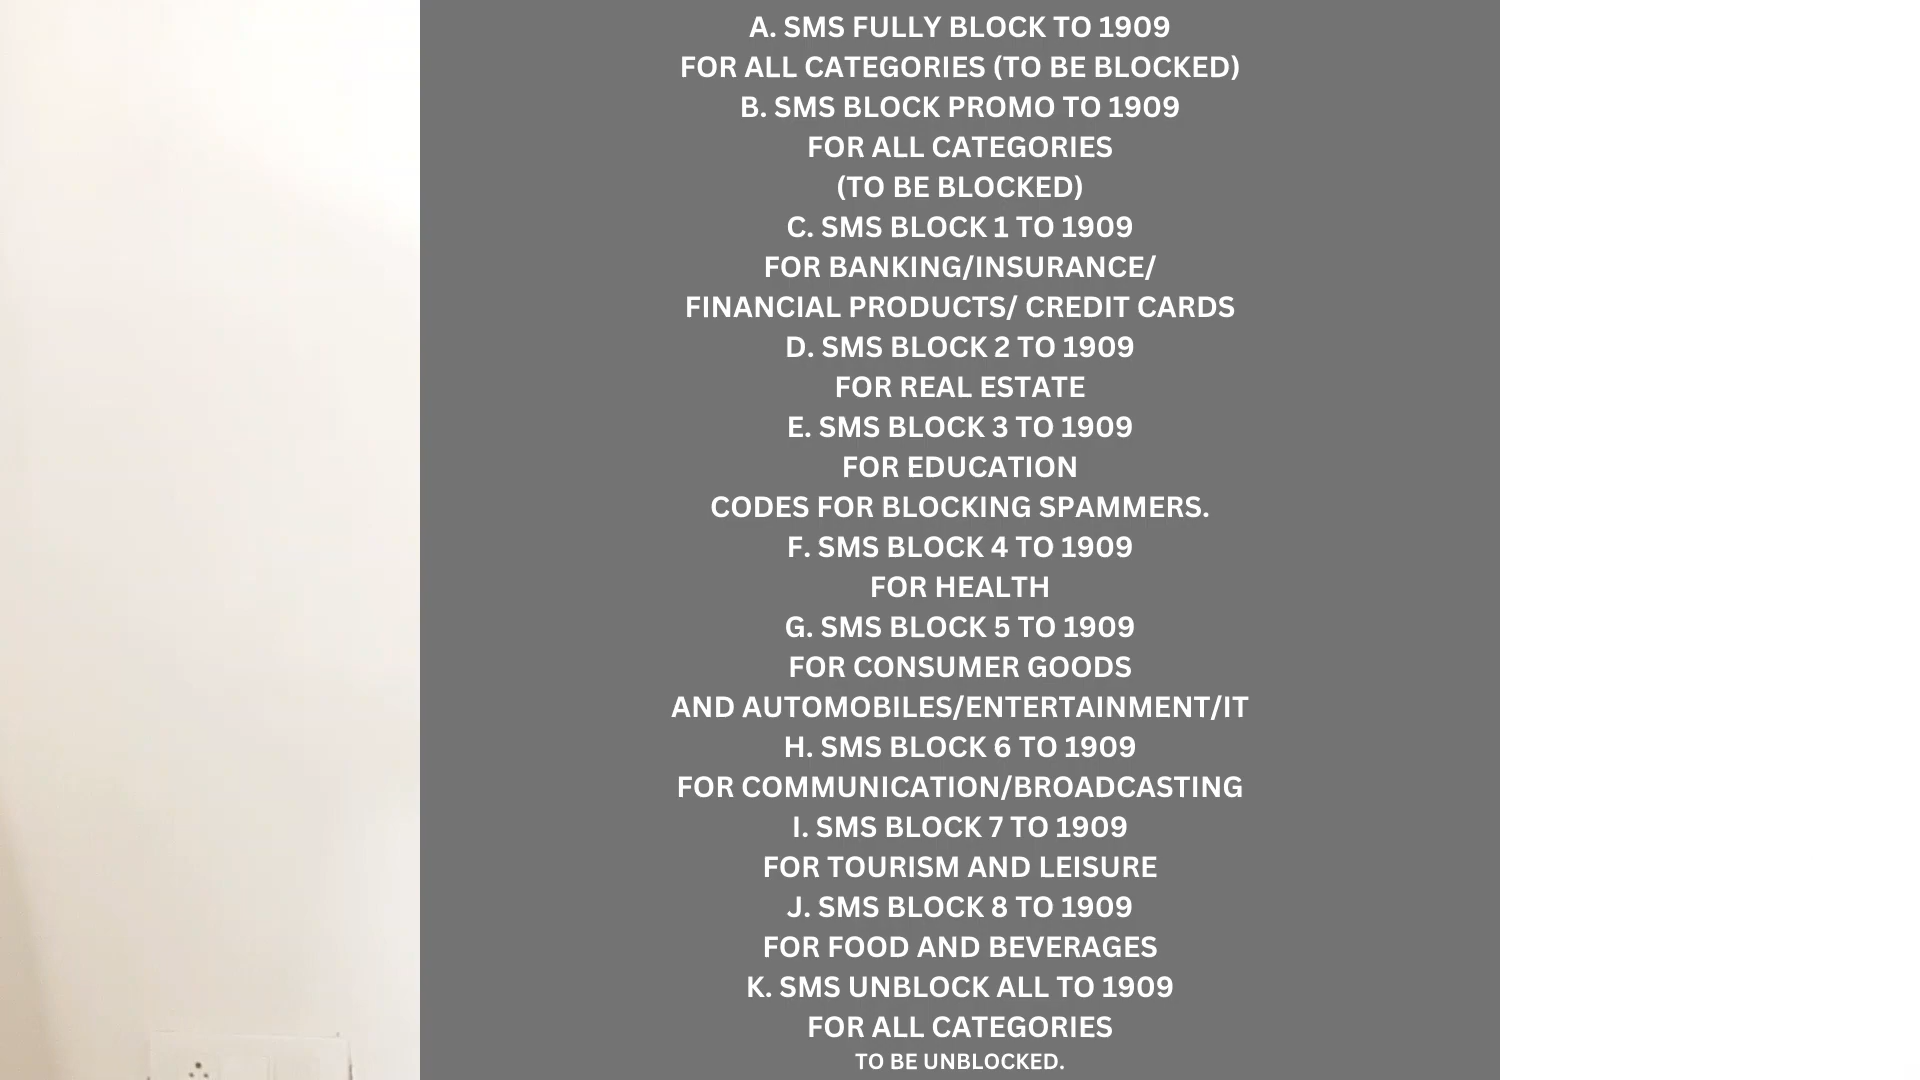 A. SMS FULLY BLOCK TO 1909
FOR ALL CATEGORIES (TO BE BLOCKED)
B. SMS BLOCK PROMO TO 1909
FOR ALL CATEGORIES
(TO BE BLOCKED)
C. SMS BLOCK 1 TO 1909
FOR BANKING/INSURANCE/
FINANCIAL PRODUCTS/ CREDIT CARDS
D. SMS BLOCK 2 TO 1909
FOR REAL ESTATE
E. SMS BLOCK 3 TO 1909
FOR EDUCATION
CODES FOR BLOCKING SPAMMERS.
F. SMS BLOCK 4 TO 1909
FOR HEALTH
G. SMS BLOCK 5 TO 1909
FOR CONSUMER GOODS
AND AUTOMOBILES/ENTERTAINMENT/IT
H. SMS BLOCK 6 TO 1909
FOR COMMUNICATION/BROADCASTING
I. SMS BLOCK 7 TO 1909
FOR TOURISM AND LEISURE
J. SMS BLOCK 8 TO 1909
FOR FOOD AND BEVERAGES
K. SMS UNBLOCK ALL TO 1909
FOR ALL CATEGORIES
TO BE UNBLOCKED.